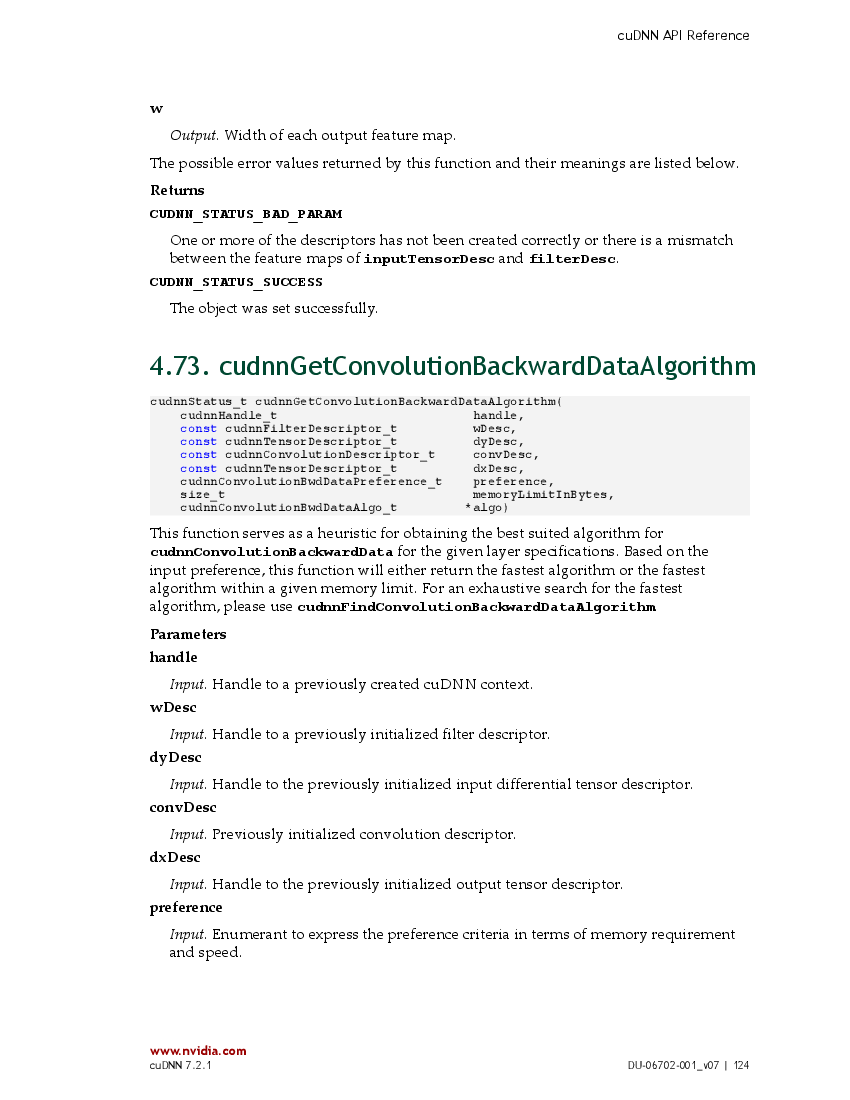 cuDNN API Reference
w
Output. Width of each output feature map.
The possible error values returned by this function and their meanings are listed below.
Returns
CUDNN_STATUS_BAD_PARAM
One or more of the descriptors has not been created correctly or there is a mismatch
between the feature maps of inputTensorDesc and filterDesc.
CUDNN_STATUS_SUCCESS
The object was set successfully.
4.73. cudnnGetConvolutionBackwardDataAlgorithm
cudnnStatus_t cudnnGetConvolutionBackwardDataAlgorithm(
    cudnnHandle_t                          handle,
    const cudnnFilterDescriptor_t          wDesc,
    const cudnnTensorDescriptor_t          dyDesc,
    const cudnnConvolutionDescriptor_t     convDesc,
    const cudnnTensorDescriptor_t          dxDesc,
    cudnnConvolutionBwdDataPreference_t    preference,
    size_t                                 memoryLimitInBytes,
    cudnnConvolutionBwdDataAlgo_t         *algo)
This function serves as a heuristic for obtaining the best suited algorithm for
cudnnConvolutionBackwardData for the given layer specifications. Based on the
input preference, this function will either return the fastest algorithm or the fastest
algorithm within a given memory limit. For an exhaustive search for the fastest
algorithm, please use cudnnFindConvolutionBackwardDataAlgorithm
Parameters
handle
Input. Handle to a previously created cuDNN context.
wDesc
Input. Handle to a previously initialized filter descriptor.
dyDesc
Input. Handle to the previously initialized input differential tensor descriptor.
convDesc
Input. Previously initialized convolution descriptor.
dxDesc
Input. Handle to the previously initialized output tensor descriptor.
preference
Input. Enumerant to express the preference criteria in terms of memory requirement
and speed.
www.nvidia.com
cuDNN 7.2.1 DU-06702-001_v07 | 124